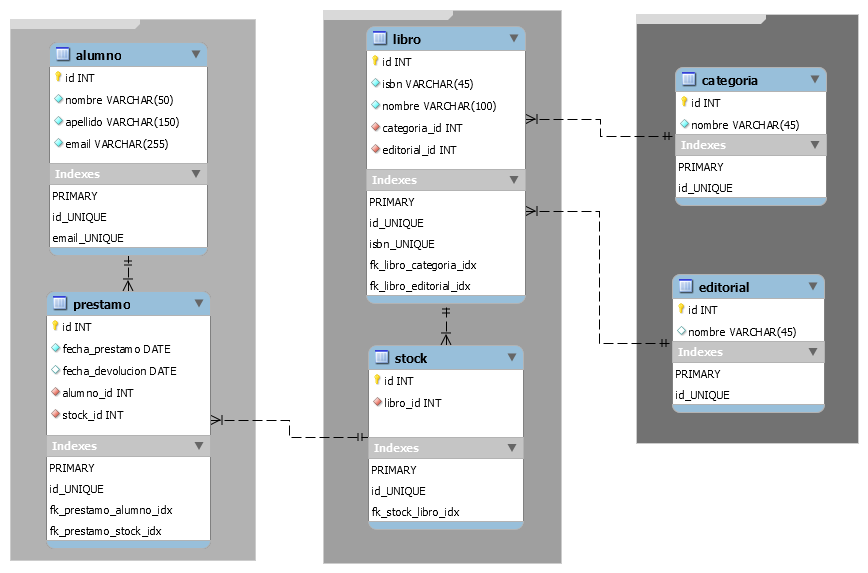 alumno
id INT
nombre VARCHAR(50)
apellido VARCHAR(150)
email VARCHAR(255)
Indexes
PRIMARY
id_UNIQUE
email_UNIQUE
prestamo
id INT
fecha_prestamo DATE
fecha_devolucion DATE
alumno_id INT
stock_id INT
Indexes
PRIMARY
id_UNIQUE
fk_prestamo_alumno_idx
fk_prestamo_stock_idx
libro
id INT
isbn VARCHAR(45)
nombre VARCHAR(100)
categoria_id INT
editorial_id INT
Indexes
PRIMARY
id_UNIQUE
isbn_UNIQUE
fk_libro_categoria_idx
fk_libro_editorial_idx
stock
id INT
libro_id INT
Indexes
PRIMARY
id_UNIQUE
fk_stock_libro_idx
categoria
id INT
nombre VARCHAR(45)
Indexes
PRIMARY
id_UNIQUE
editorial
id INT
nombre VARCHAR(45)
Indexes
PRIMARY
id_UNIQUE